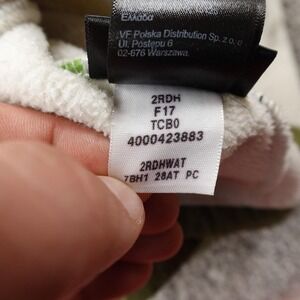 Ελλάδα
VF Polska Distribution Sp. z o.o
Ul. Postępu 6
02-676 Warszawa.
2RDH
F17
TCB0
4000423883
2RDHWAT
7BH1 28AT PC